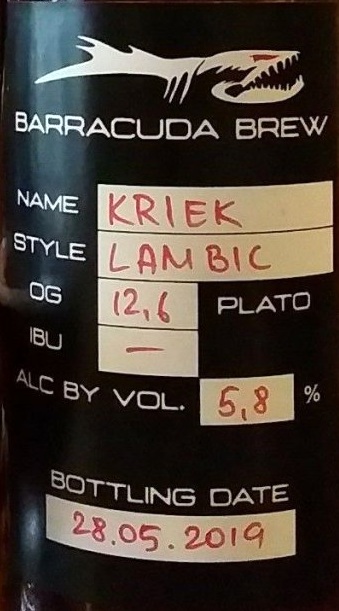 BARRACUDA BREW
NAME KRIEK
STYLE LAMBIC
OG 12,6 PLATO
IBU —
ALC BY VOL. 5,8 %
BOTTLING DATE
28.05.2019